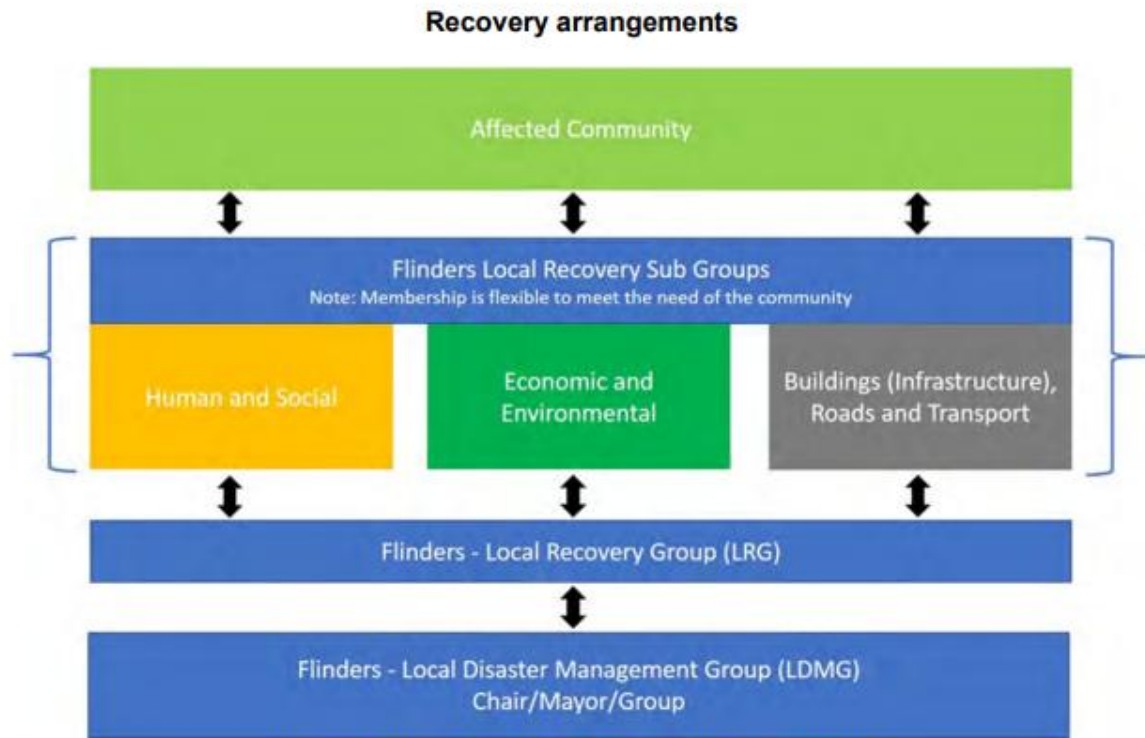 Recovery arrangements
Affected Community
Flinders Local Recovery Sub Groups
Note: Membership is flexible to meet the need of the community
Human and Social
Economic and
Environmental
Buildings (Infrastructure),
Roads and Transport
Flinders - Local Recovery Group (LRG)
Flinders - Local Disaster Management Group (LDMG)
Chair/Mayor/Group